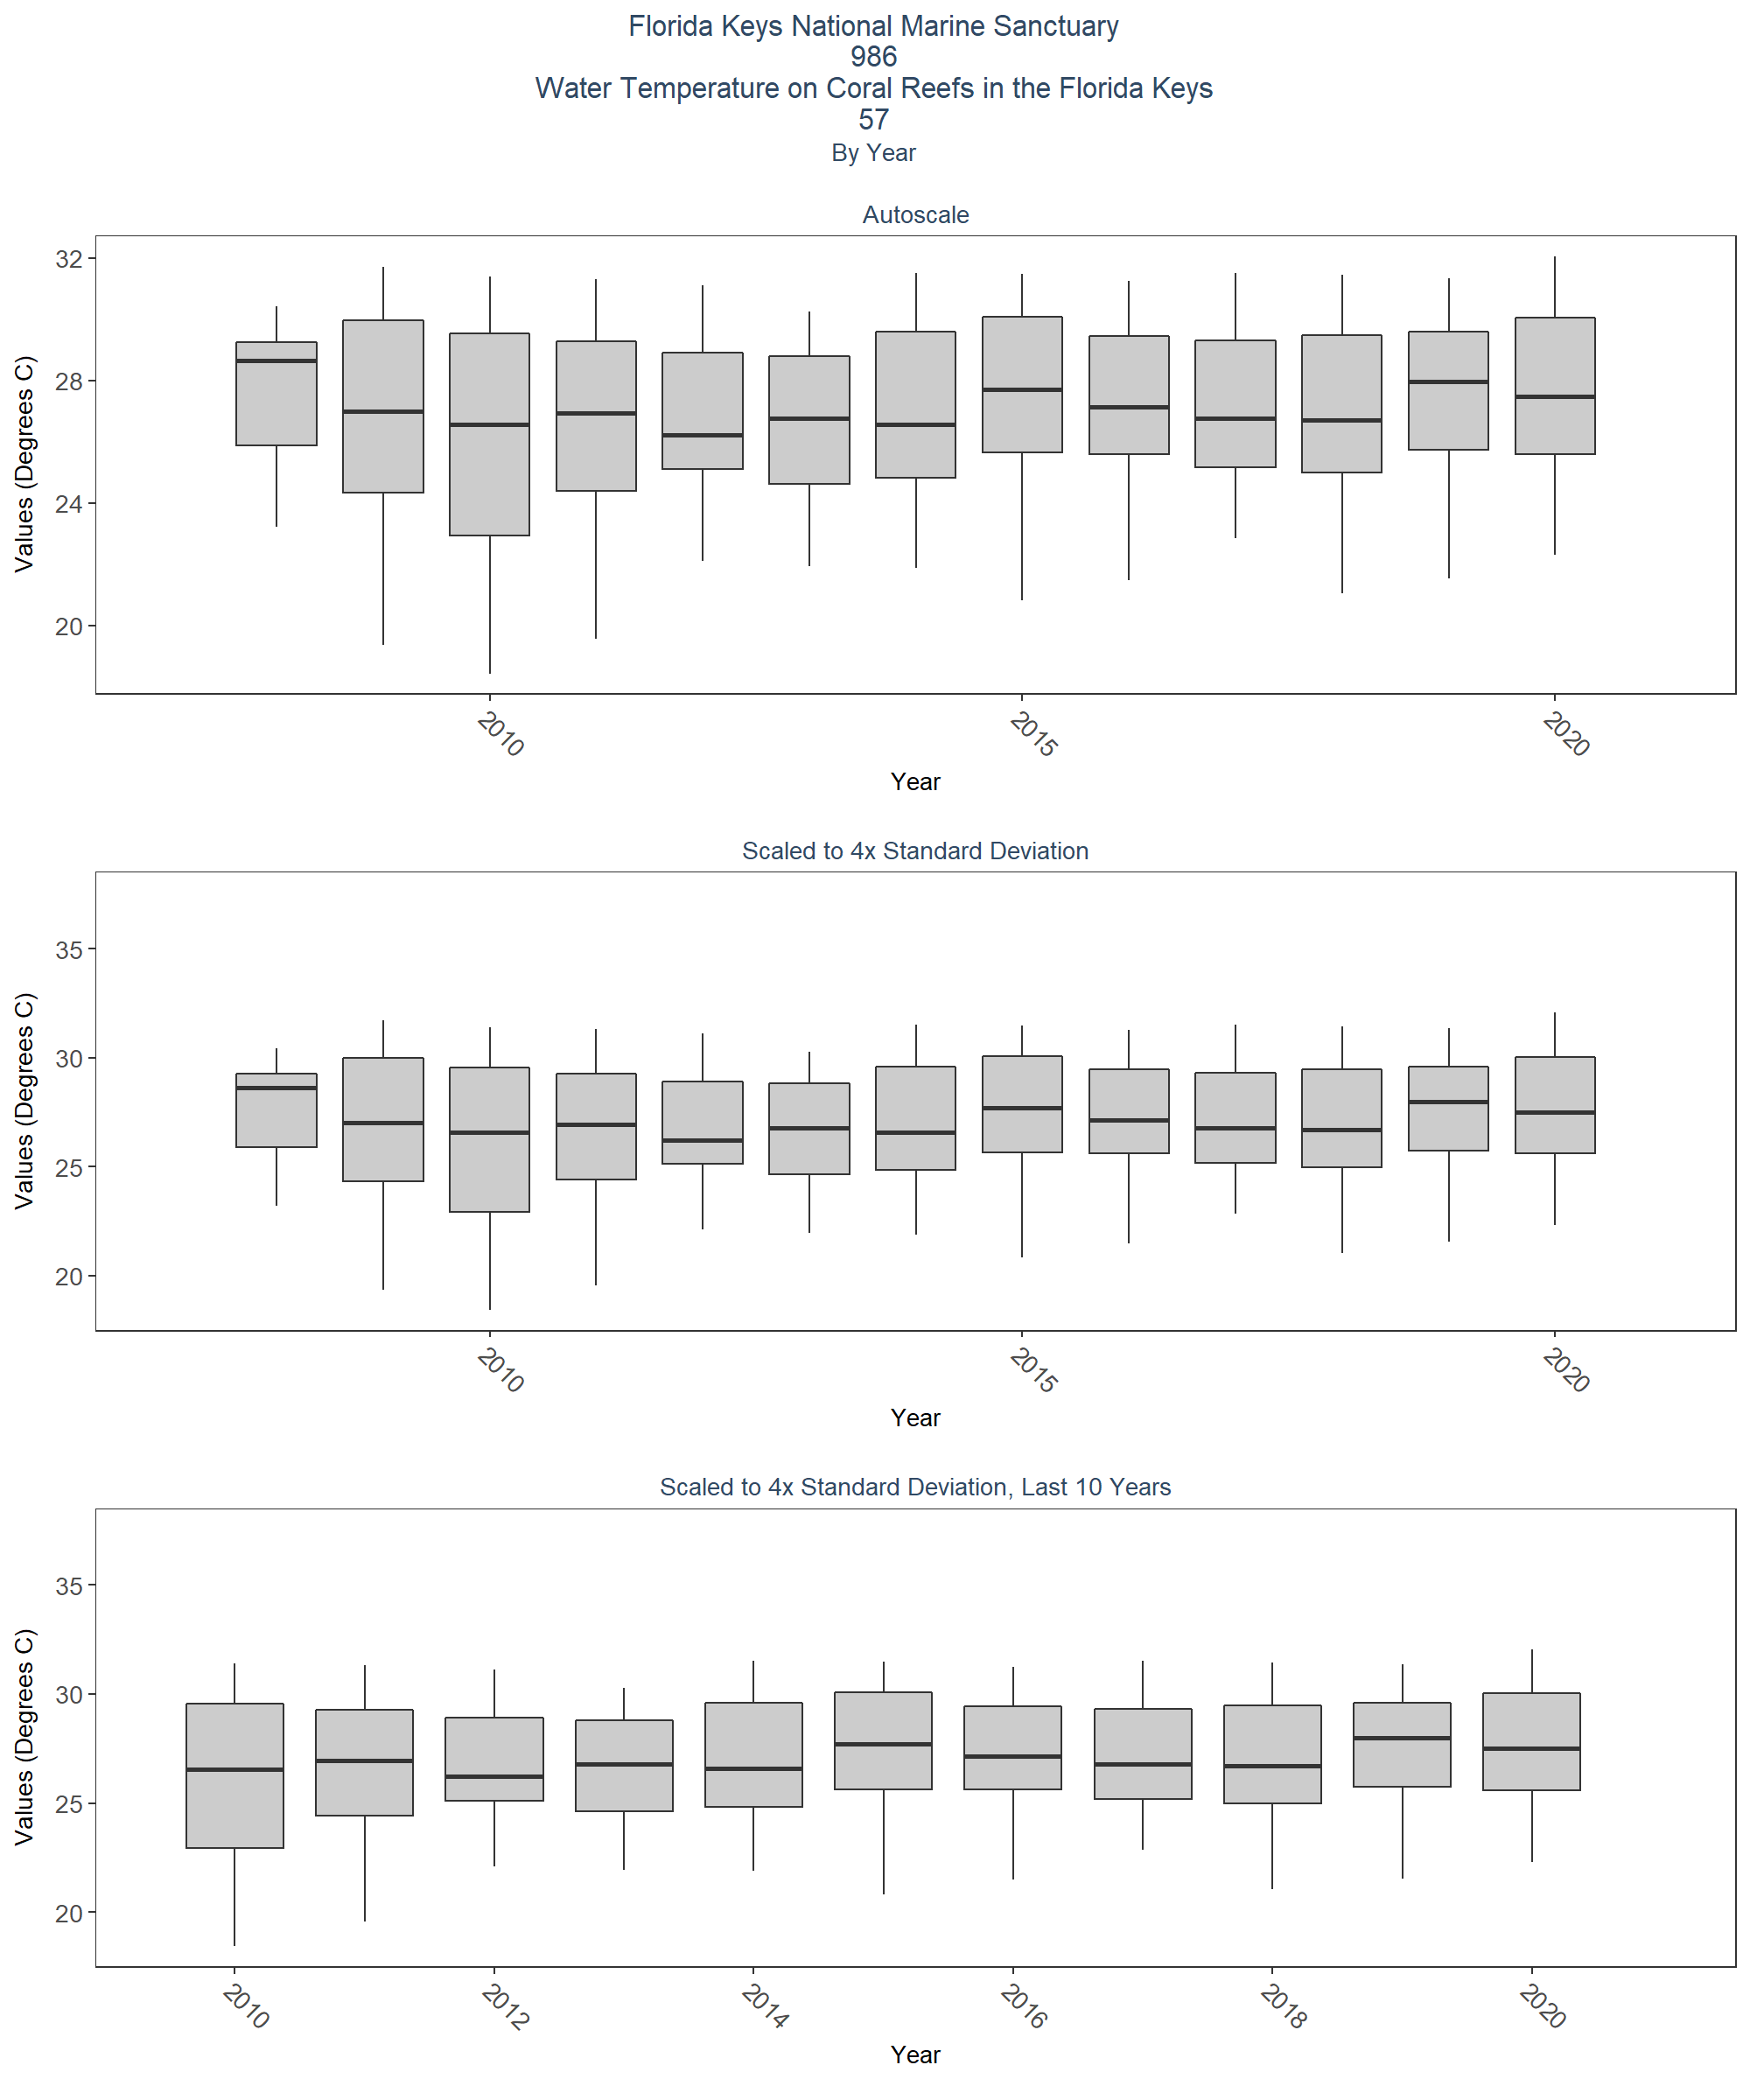 Florida Keys National Marine Sanctuary
986
Water Temperature on Coral Reefs in the Florida Keys
57
By Year
Autoscale
Values (Degrees C)
32
28
24
20
2010
2015
2020
Year
Scaled to 4x Standard Deviation
Values (Degrees C)
35
30
25
20
2010
2015
2020
Year
Scaled to 4x Standard Deviation, Last 10 Years
Values (Degrees C)
35
30
25
20
2010
2012
2014
2016
2018
2020
Year